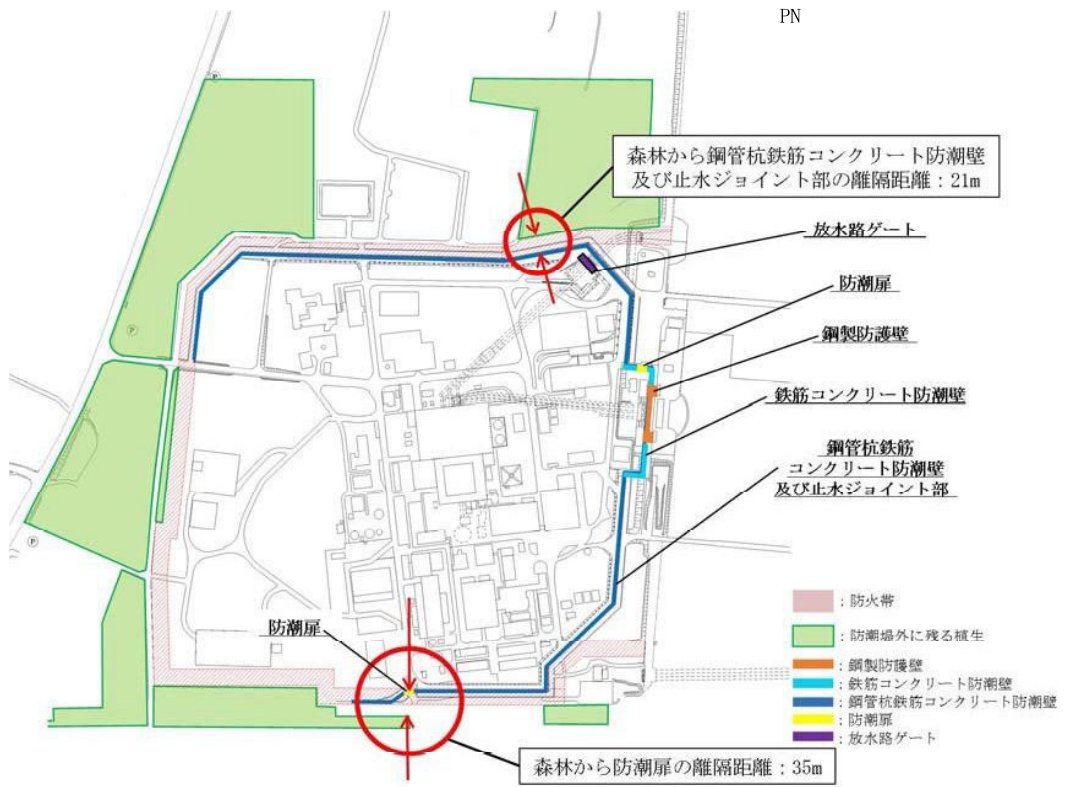 PN
森林から鋼管杭鉄筋コンクリート防潮壁
及び止水ジョイント部の離隔距離：21m
放水路ゲート
防潮扉
鋼製防護壁
鉄筋コンクリート防潮壁
鋼管杭鉄筋
コンクリート防潮壁
及び止水ジョイント部
P
P
P
防潮扉
：防火帯
：防潮堤外に残る植生
：鋼製防護壁
：鉄筋コンクリート防潮壁
：鋼管杭鉄筋コンクリート防潮壁
：防潮扉
：放水路ゲート
森林から防潮扉の離隔距離：35m